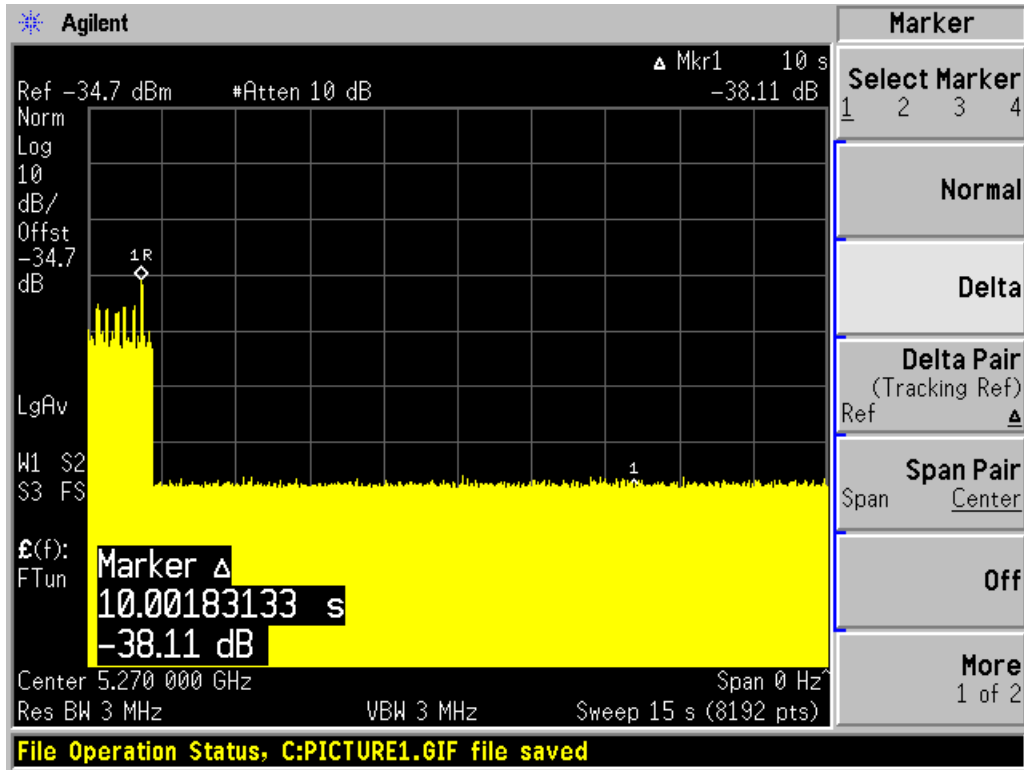 Agilent
Marker
Δ Mkr1 10 s
Ref -34.7 dBm #Atten 10 dB -38.11 dB
Norm
Log
10
dB/
Offst
-34.7
dB
1R
LgAv
W1 S2
S3 FS
1
£(f):
FTun
Marker Δ
10.00183133 s
-38.11 dB
Center 5.270 000 GHz Span 0 Hz^
Res BW 3 MHz VBW 3 MHz Sweep 15 s (8192 pts)
Select Marker
1 2 3 4
Normal
Delta
Delta Pair
(Tracking Ref)
Ref Δ
Span Pair
Span Center
Off
More
1 of 2
File Operation Status, C:PICTURE1.GIF file saved